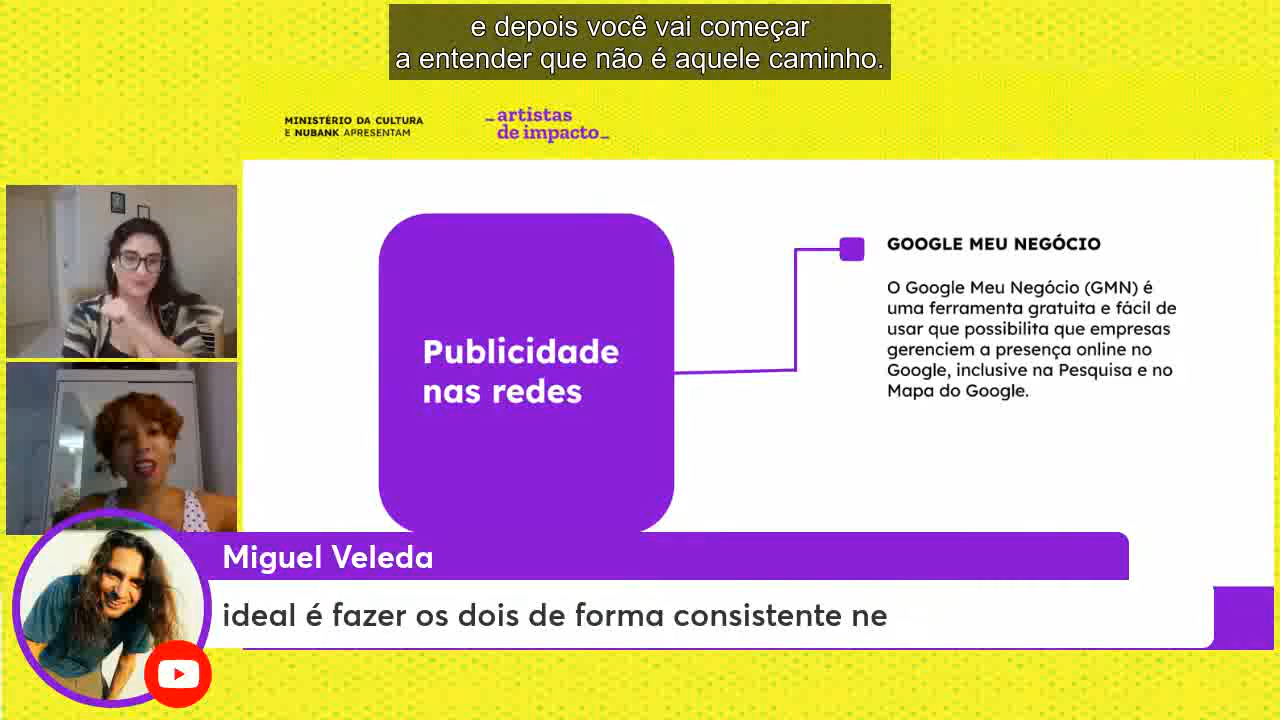 e depois você vai começar
a entender que não é aquele caminho.
MINISTÉRIO DA CULTURA
E NUBANK APRESENTAM
_artistas
de impacto_
Publicidade
nas redes
GOOGLE MEU NEGÓCIO
O Google Meu Negócio (GMN) é
uma ferramenta gratuita e fácil de
usar que possibilita que empresas
gerenciem a presença online no
Google, inclusive na Pesquisa e no
Mapa do Google.
Miguel Veleda
ideal é fazer os dois de forma consistente ne